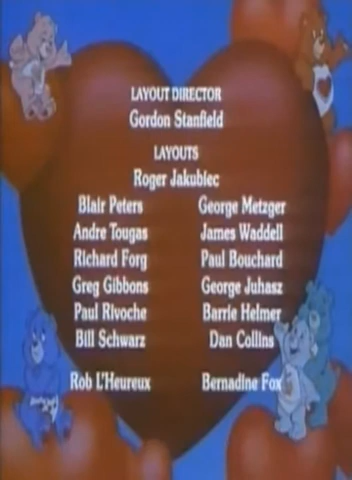 LAYOUT DIRECTOR
Gordon Stanfield
LAYOUTS
Roger Jakubiec
Blair Peters George Metzger
Andre Tougas James Waddell
Richard Forg Paul Bouchard
Greg Gibbons George Juhasz
Paul Rivoche Barrie Helmer
Bill Schwarz Dan Collins
Rob L'Heureux Bernadine Fox